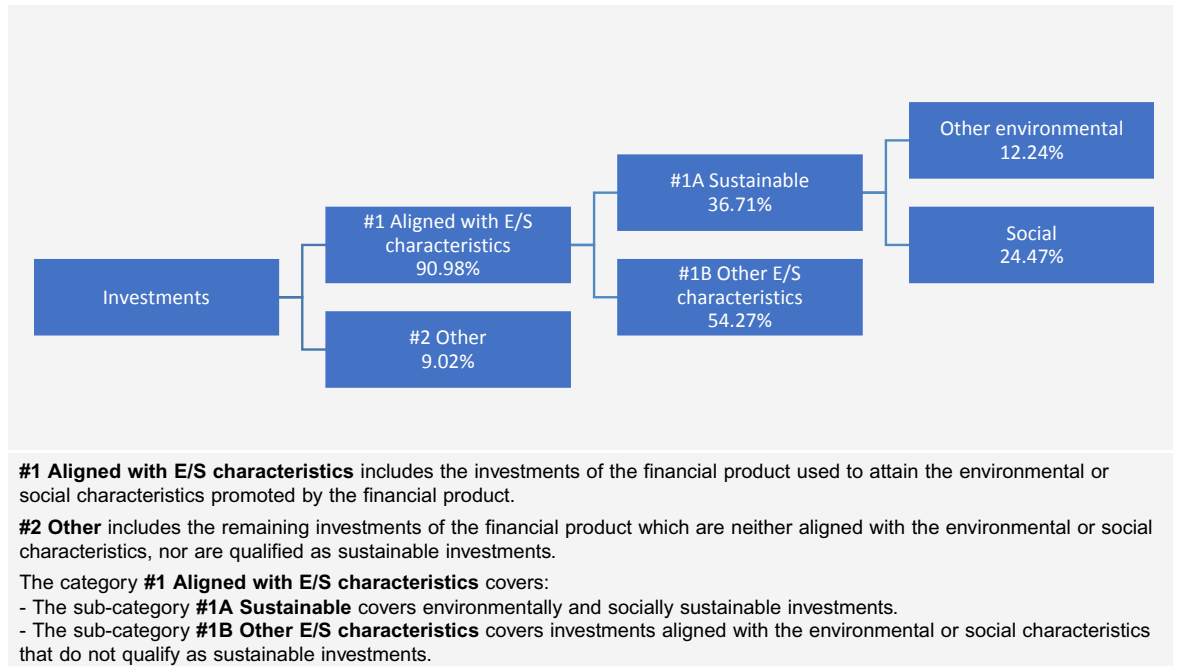 Other environmental
12.24%
#1A Sustainable
36.71%
#1 Aligned with E/S
characteristics
90.98%
Social
24.47%
Investments
#1B Other E/S
characteristics
54.27%
#2 Other
9.02%
#1 Aligned with E/S characteristics includes the investments of the financial product used to attain the environmental or
social characteristics promoted by the financial product.
#2 Other includes the remaining investments of the financial product which are neither aligned with the environmental or social
characteristics, nor are qualified as sustainable investments.
The category #1 Aligned with E/S characteristics covers:
- The sub-category #1A Sustainable covers environmentally and socially sustainable investments.
- The sub-category #1B Other E/S characteristics covers investments aligned with the environmental or social characteristics
that do not qualify as sustainable investments.